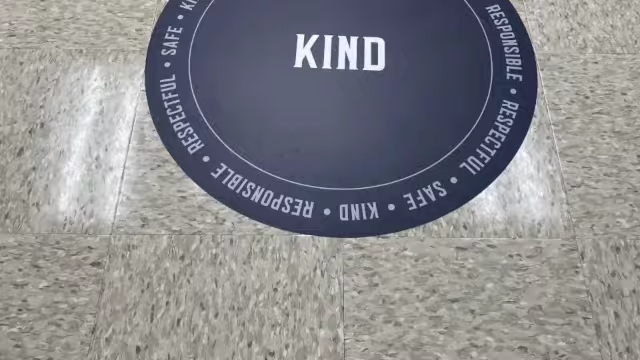 KIND
RESPONSIBLE • RESPECTFUL • SAFE • KIND • RESPONSIBLE • RESPECTFUL • SAFE •